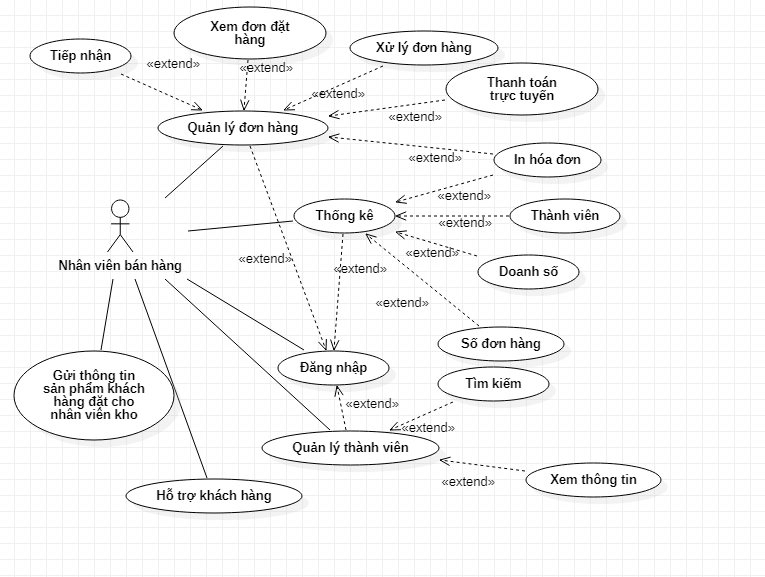 Xem đơn đặt
hàng
Tiếp nhận
Xử lý đơn hàng
«extend»
«extend»
«extend»
Thanh toán
trực tuyến
«extend»
Quản lý đơn hàng
In hóa đơn
«extend»
«extend»
Thống kê
Thành viên
«extend»
Nhân viên bán hàng
«extend»
«extend»
«extend»
Doanh số
«extend»
Số đơn hàng
Đăng nhập
Gửi thông tin
sản phẩm khách
hàng đặt cho
nhân viên kho
Tìm kiếm
«extend»
«extend»
Quản lý thành viên
Xem thông tin
«extend»
Hỗ trợ khách hàng